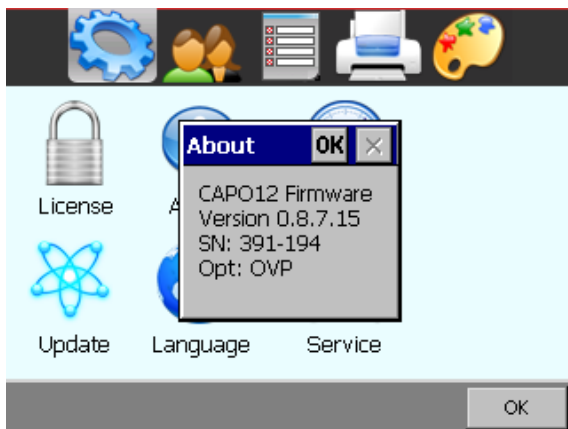 About OK
CAPO12 Firmware
Version 0.8.7.15
SN: 391-194
Opt: OVP
License
Update Language Service
OK